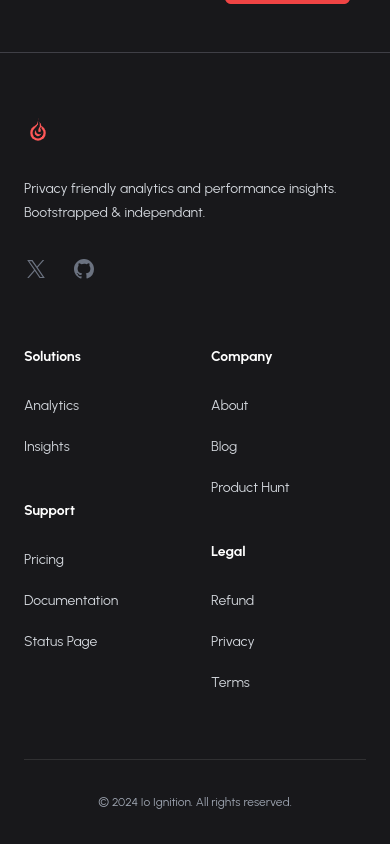 Privacy friendly analytics and performance insights.
Bootstrapped & independant.
Solutions
Analytics
Insights
Support
Pricing
Documentation
Status Page
Company
About
Blog
Product Hunt
Legal
Refund
Privacy
Terms
© 2024 Io Ignition. All rights reserved.